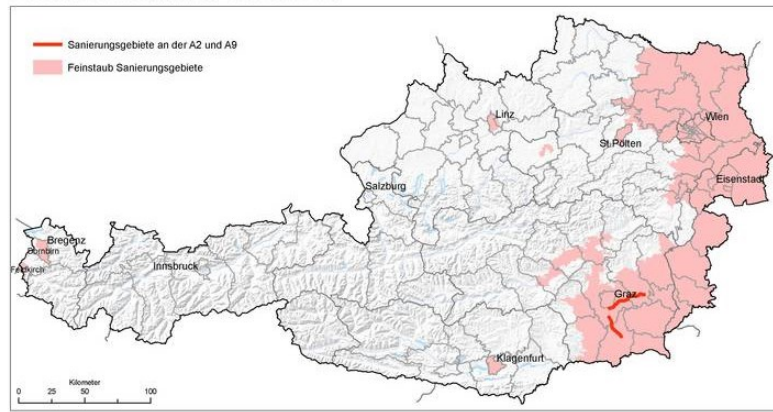 Sanierungsgebiete an der A2 und A9
Feinstaub Sanierungsgebiete
Linz
Wien
St.Pölten
Eisenstadt
Salzburg
Bregenz
Dornbirn
Feldkirch
Innsbruck
Graz
Klagenfurt
Kilometer
0 25 50 100